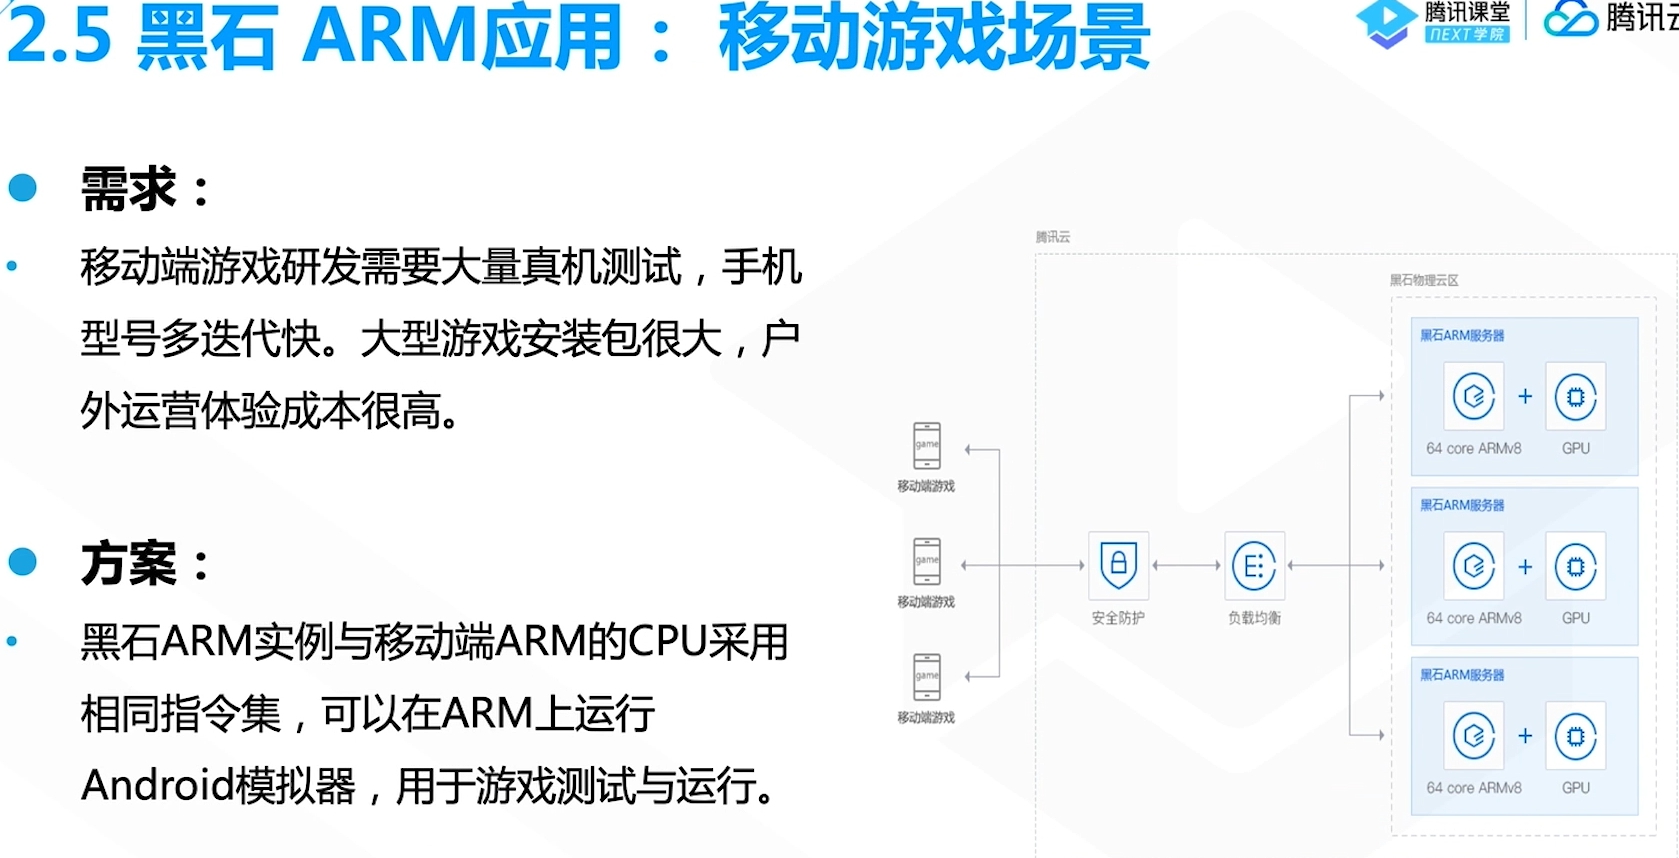 2.5 黑石 ARM应用： 移动游戏场景
腾讯课堂
NEXT学院
腾讯云
需求：
移动端游戏研发需要大量真机测试，手机
型号多迭代快。大型游戏安装包很大，户
外运营体验成本很高。
方案：
黑石ARM实例与移动端ARM的CPU采用
相同指令集，可以在ARM上运行
Android模拟器，用于游戏测试与运行。
腾讯云
黑石物理云区
game
移动端游戏
game
移动端游戏
game
移动端游戏
安全防护
负载均衡
黑石ARM服务器
+
64 core ARMv8
GPU
黑石ARM服务器
+
64 core ARMv8
GPU
黑石ARM服务器
+
64 core ARMv8
GPU